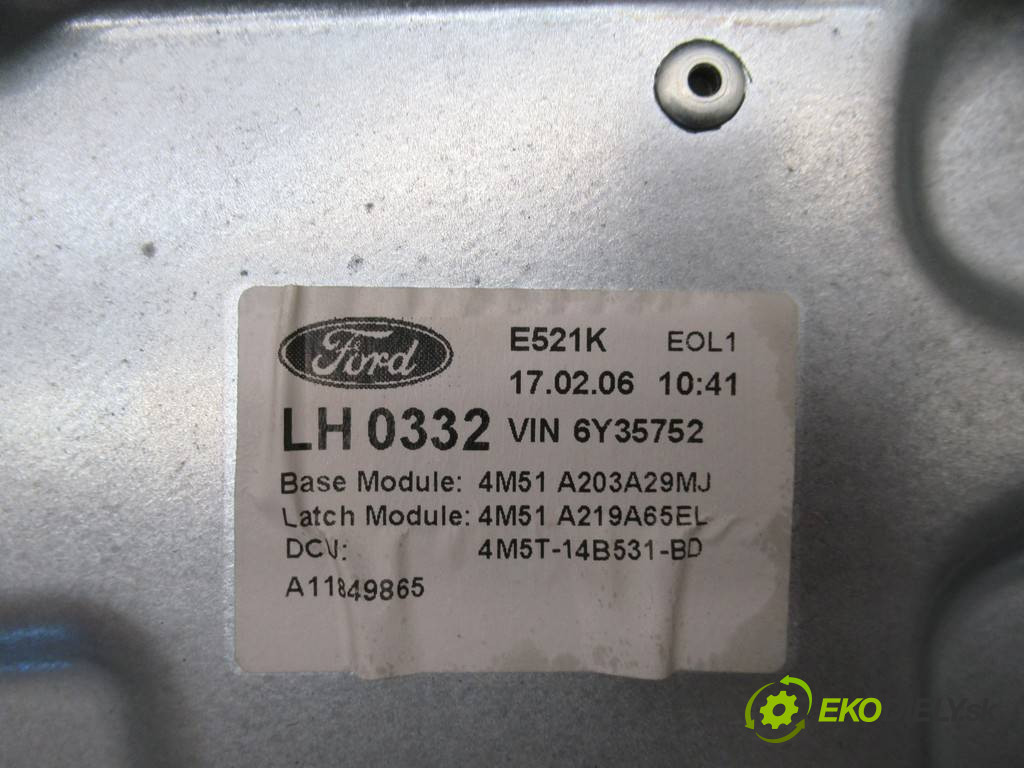 Ford
E521K EOL1
17.02.06 10:41
LH 0332 VIN 6Y35752
Base Module: 4M51 A203A29MJ
Latch Module: 4M51 A219A65EL
DCU: 4M5T-14B531-BD
A11849865
EKO